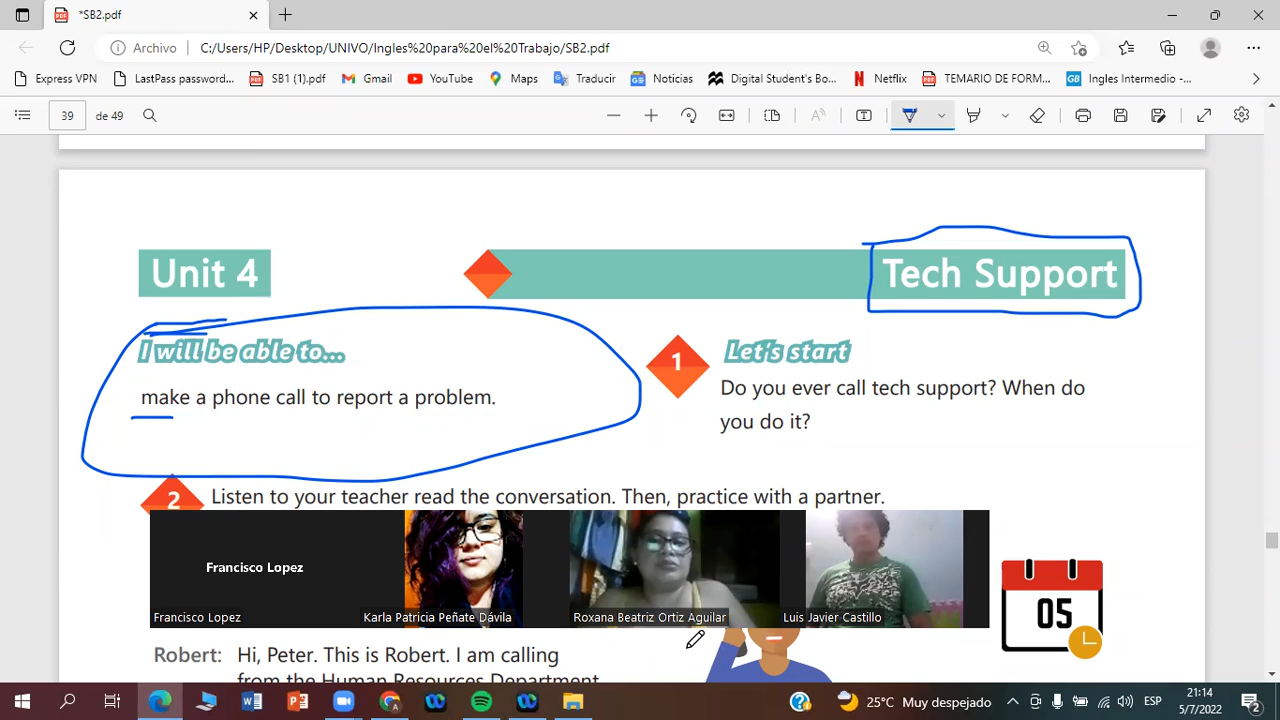 *SB2.pdf
Archivo
C:/Users/HP/Desktop/UNIVO/Ingles%20para%20el%20Trabajo/SB2.pdf
Express VPN
LastPass password...
SB1 (1).pdf
Gmail
YouTube
Maps
Traducir
Noticias
Digital Student's Bo...
Netflix
TEMARIO DE FORM...
Ingles Intermedio -...
39
de 49
Unit 4
Tech Support
I will be able to...
make a phone call to report a problem.
1
Let's start
Do you ever call tech support? When do
you do it?
2
Listen to your teacher read the conversation. Then, practice with a partner.
Francisco Lopez
Francisco Lopez
Karla Patricia Peñate Dávila
Roxana Beatriz Ortiz Aguilar
Luis Javier Castillo
05
Robert: Hi, Peter. This is Robert. I am calling
from the Human Resources Department
25°C Muy despejado
ESP
21:14
5/7/2022
2